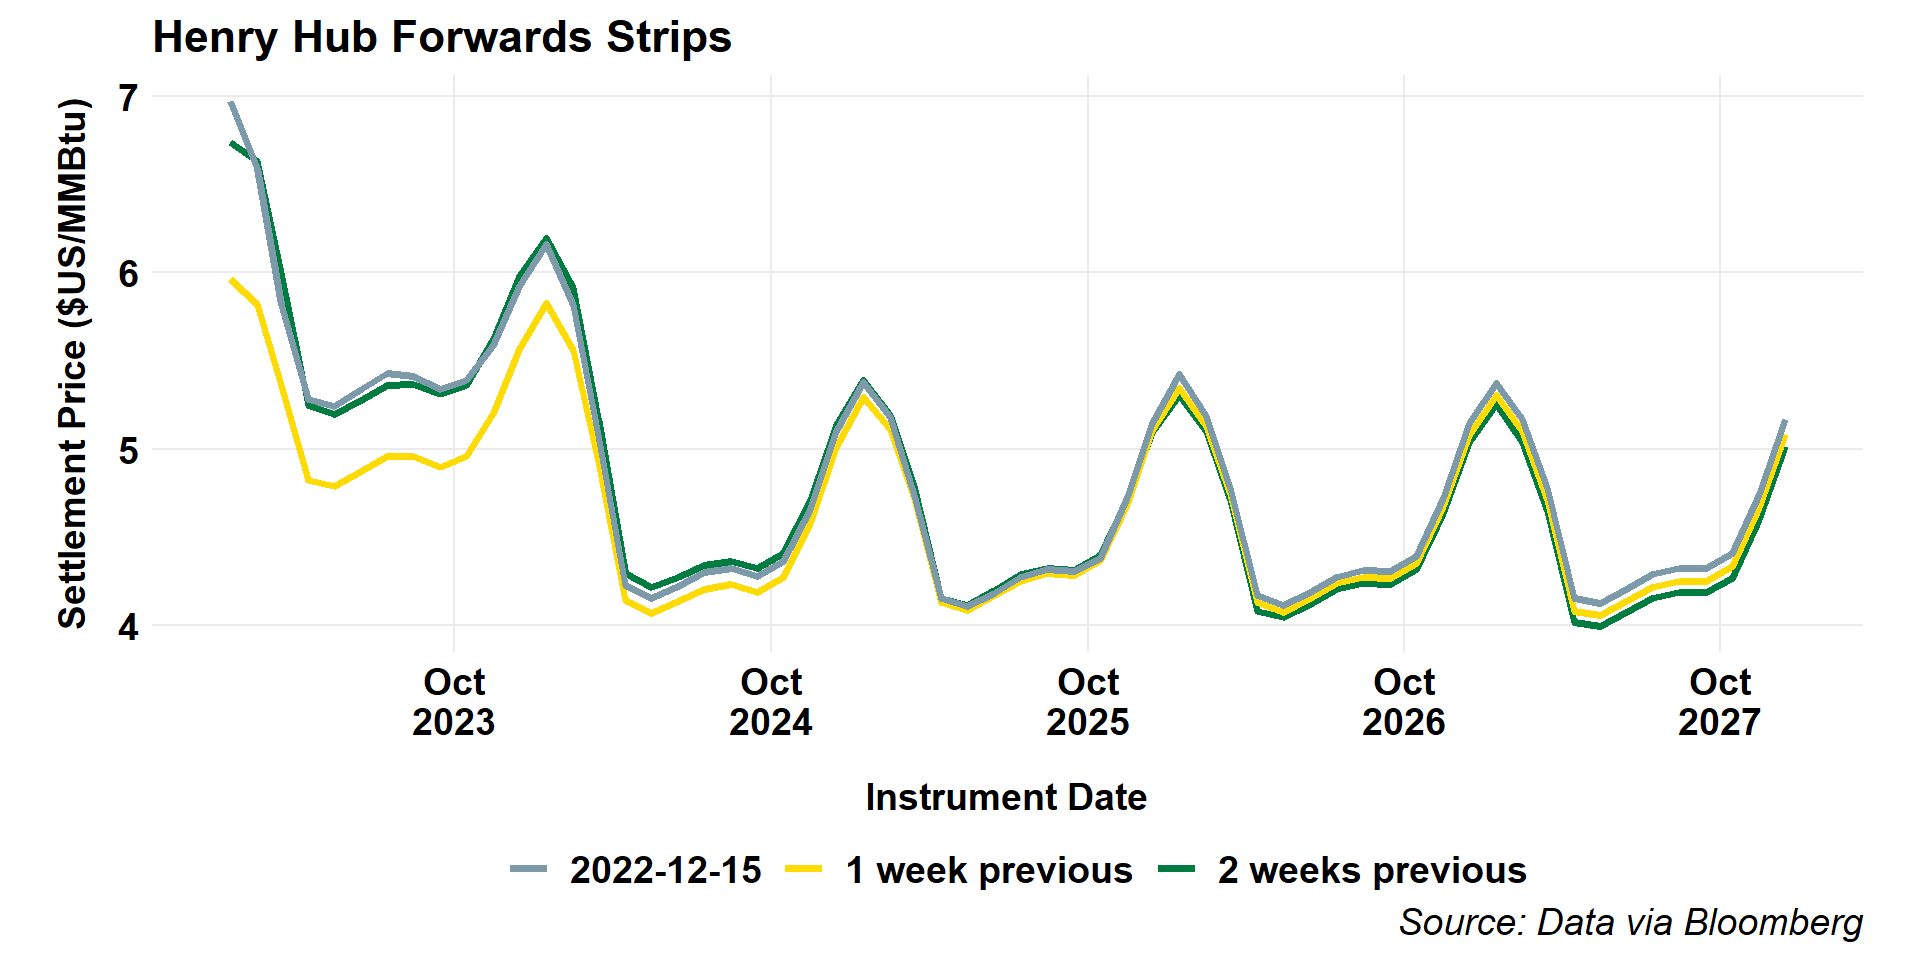 Henry Hub Forwards Strips
Settlement Price ($US/MMBtu)
7
6
5
4
Oct
2023
Oct
2024
Oct
2025
Oct
2026
Oct
2027
Instrument Date
2022-12-15
1 week previous
2 weeks previous
Source: Data via Bloomberg